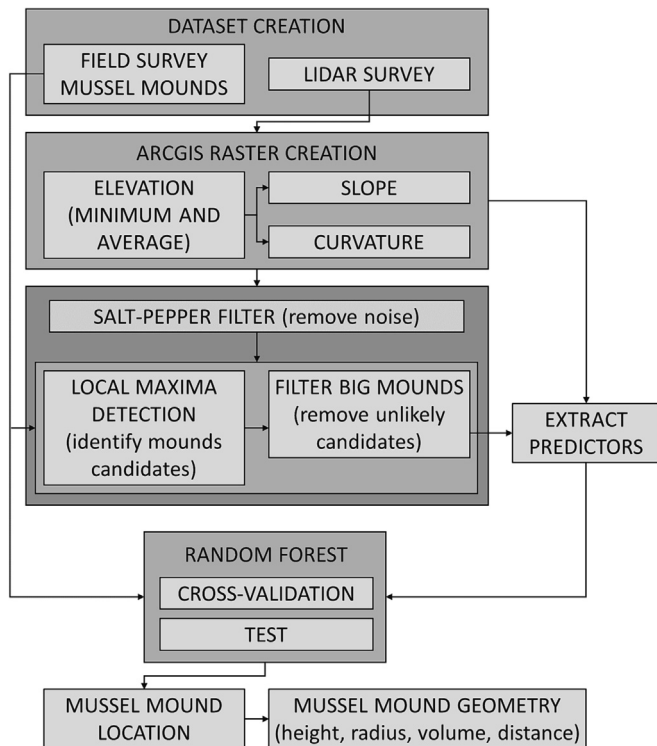 DATASET CREATION
FIELD SURVEY
MUSSEL MOUNDS
LIDAR SURVEY
ARCGIS RASTER CREATION
ELEVATION
(MINIMUM AND
AVERAGE)
SLOPE
CURVATURE
SALT-PEPPER FILTER (remove noise)
LOCAL MAXIMA
DETECTION
(identify mounds
candidates)
FILTER BIG MOUNDS
(remove unlikely
candidates)
EXTRACT
PREDICTORS
RANDOM FOREST
CROSS-VALIDATION
TEST
MUSSEL MOUND
LOCATION
MUSSEL MOUND GEOMETRY
(height, radius, volume, distance)